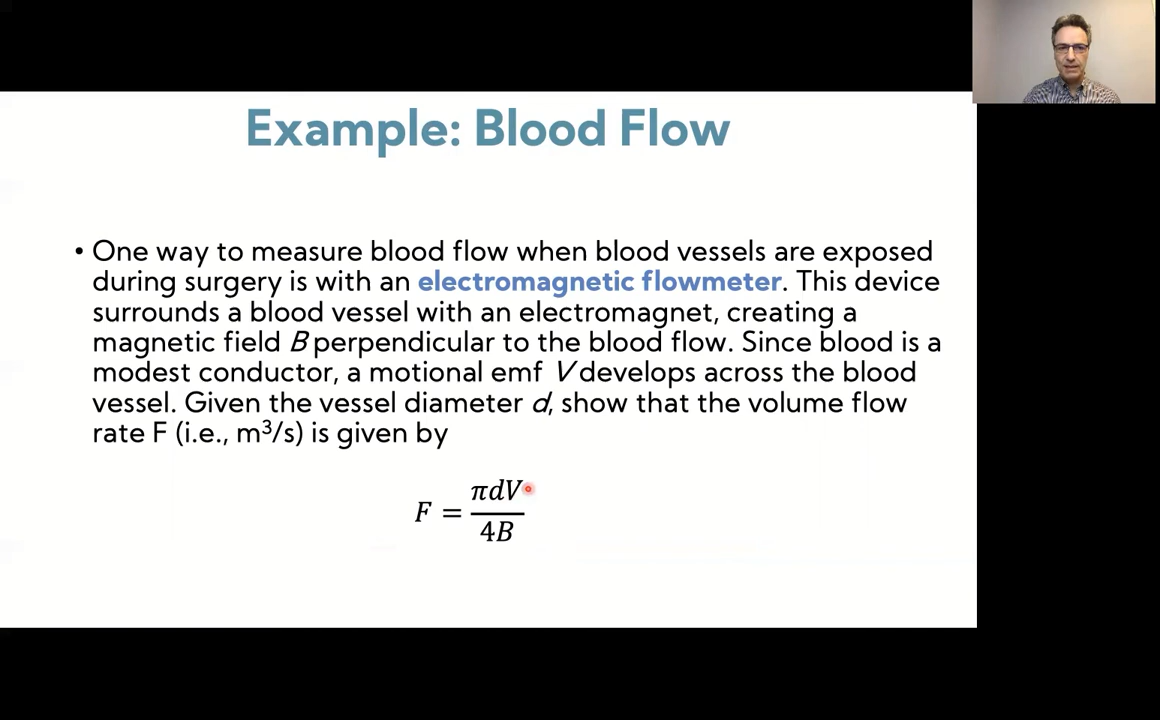 Example: Blood Flow
• One way to measure blood flow when blood vessels are exposed
during surgery is with an electromagnetic flowmeter. This device
surrounds a blood vessel with an electromagnet, creating a
magnetic field B perpendicular to the blood flow. Since blood is a
modest conductor, a motional emf V develops across the blood
vessel. Given the vessel diameter d, show that the volume flow
rate F (i.e., m³/s) is given by
F = πdV / 4B